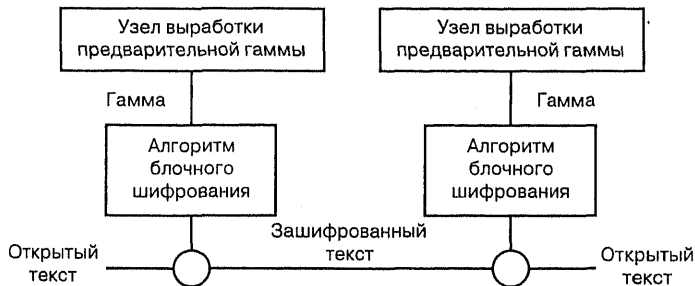 Узел выработки
предварительной гаммы
Узел выработки
предварительной гаммы
Гамма
Гамма
Алгоритм
блочного
шифрования
Алгоритм
блочного
шифрования
Открытый
текст
Зашифрованный
текст
Открытый
текст